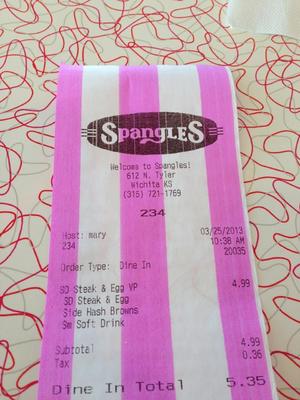 SPANGLES
Welcome to Spangles!
612 N. Tyler
Wichita KS
(316) 721-1769
234
Host: mary 03/25/2013
234 10:38 AM
20035
Order Type: Dine In
SD Steak & Egg VP 4.99
SD Steak & Egg
Side Hash Browns
Sm Soft Drink
Subtotal 4.99
Tax 0.36
Dine In Total 5.35